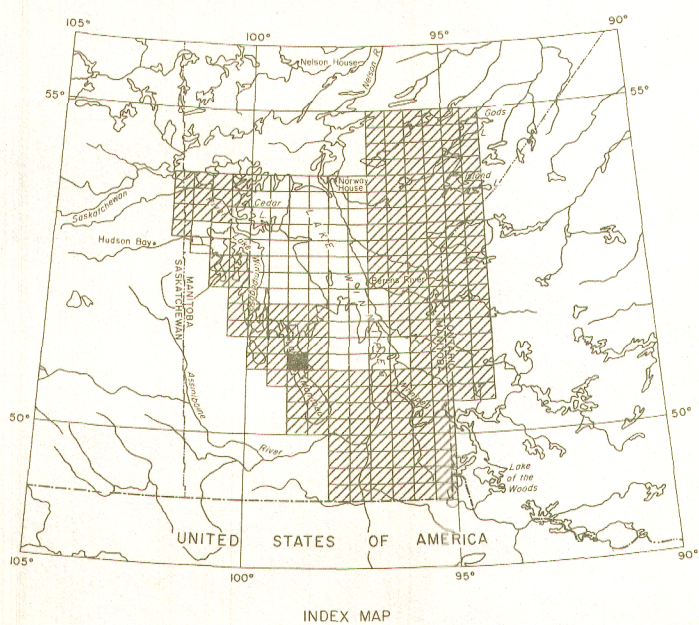 105°
100°
95°
90°
Nelson House
Nelson R.
55°
55°
Gods
L.
Island
L.
Norway
House
Cedar
L.
Saskatchewan
Hudson Bay
LAKE
WINNIPEG
Berens River
MANITOBA
SASKATCHEWAN
ONTARIO
MANITOBA
Assiniboine
L. Manitoba
River
50°
50°
Lake
of the
Woods
UNITED STATES OF AMERICA
105°
100°
95°
90°
INDEX MAP